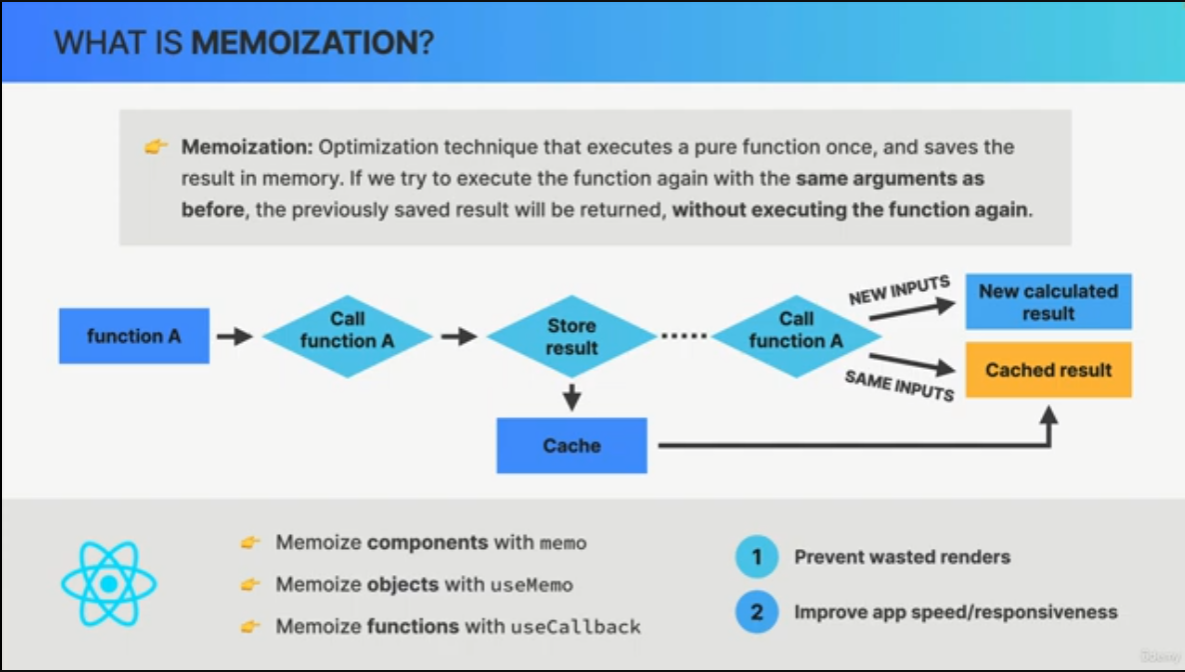 WHAT IS MEMOIZATION?
Memoization: Optimization technique that executes a pure function once, and saves the
result in memory. If we try to execute the function again with the same arguments as
before, the previously saved result will be returned, without executing the function again.
function A
Call
function A
Store
result
Call
function A
NEW INPUTS
SAME INPUTS
New calculated
result
Cached result
Cache
Memoize components with memo
Memoize objects with useMemo
Memoize functions with useCallback
1 Prevent wasted renders
2 Improve app speed/responsiveness
Udemy